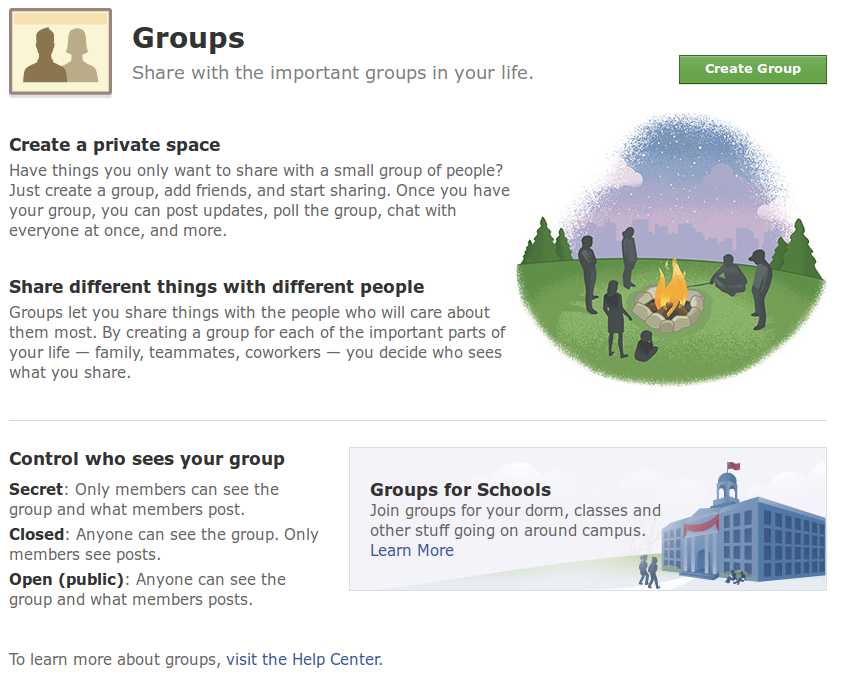 Groups
Share with the important groups in your life.
Create Group
Create a private space
Have things you only want to share with a small group of people?
Just create a group, add friends, and start sharing. Once you have
your group, you can post updates, poll the group, chat with
everyone at once, and more.
Share different things with different people
Groups let you share things with the people who will care about
them most. By creating a group for each of the important parts of
your life — family, teammates, coworkers — you decide who sees
what you share.
Control who sees your group
Secret: Only members can see the
group and what members post.
Closed: Anyone can see the group. Only
members see posts.
Open (public): Anyone can see the
group and what members posts.
Groups for Schools
Join groups for your dorm, classes and
other stuff going on around campus.
Learn More
To learn more about groups, visit the Help Center.